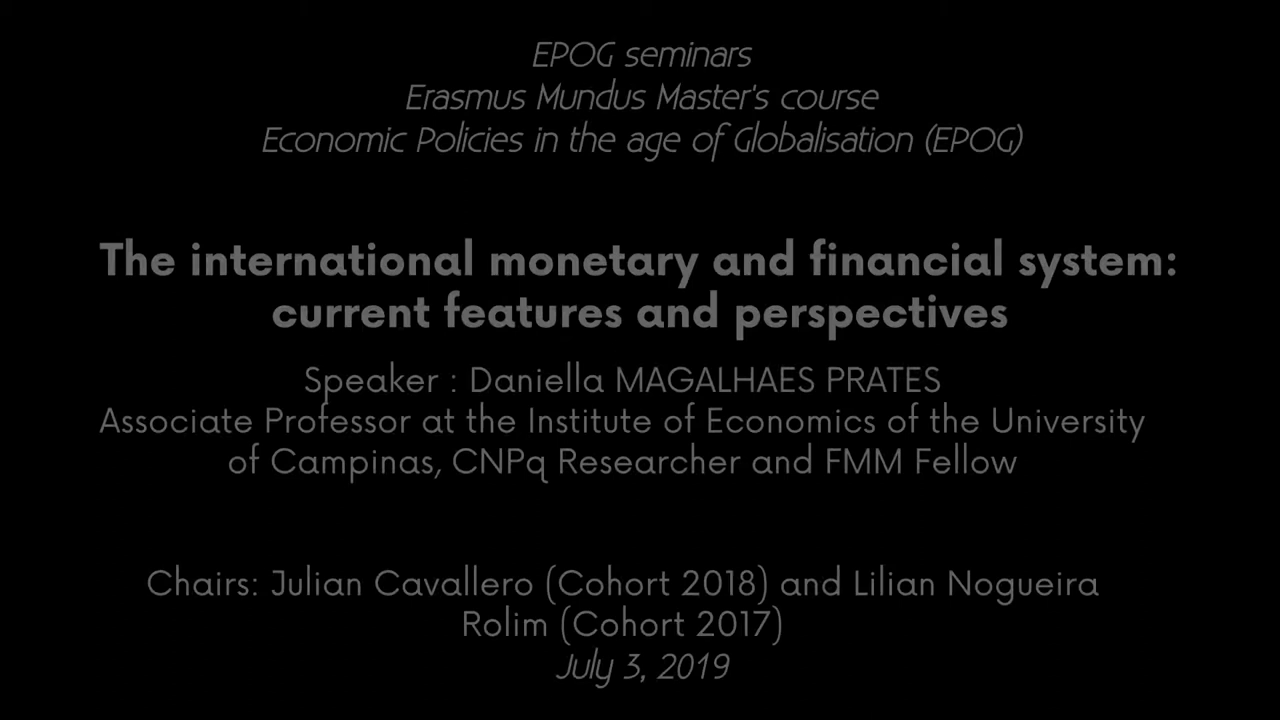 EPOG seminars
Erasmus Mundus Master's course
Economic Policies in the age of Globalisation (EPOG)
The international monetary and financial system:
current features and perspectives
Speaker : Daniella MAGALHAES PRATES
Associate Professor at the Institute of Economics of the University
of Campinas, CNPq Researcher and FMM Fellow
Chairs: Julian Cavallero (Cohort 2018) and Lilian Nogueira
Rolim (Cohort 2017)
July 3, 2019